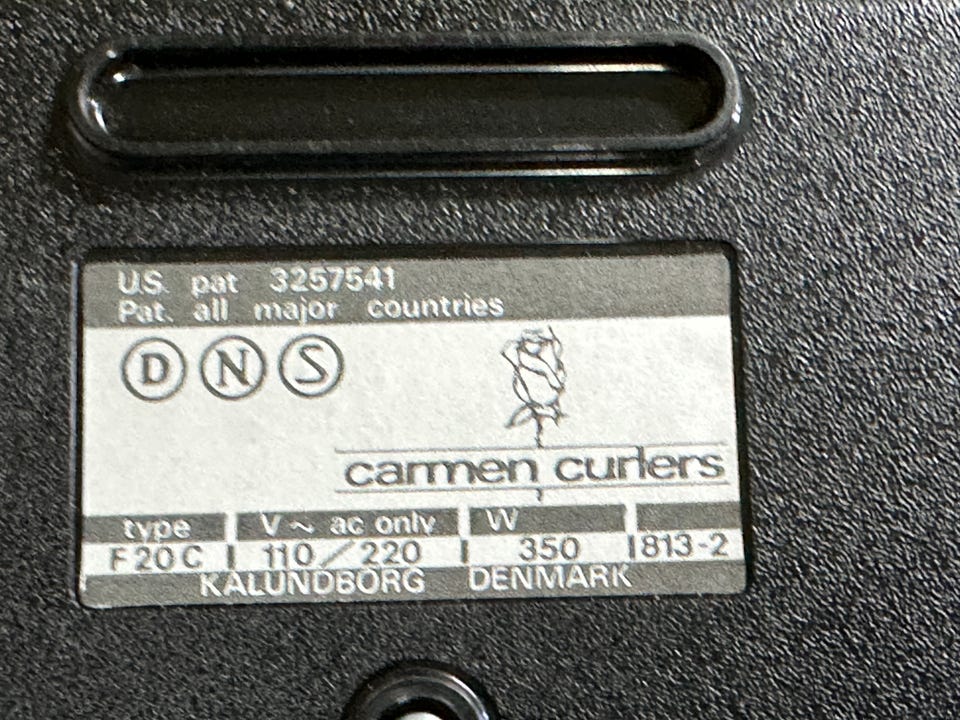 U.S. pat 3257541
Pat. all major countries
D N S
carmen curlers
type V~ ac only W
F20C 110/220 350 813-2
KALUNDBORG DENMARK